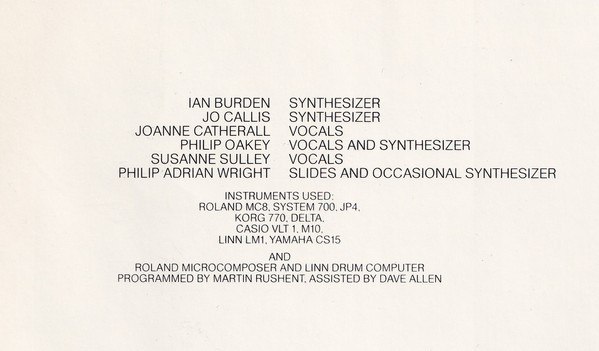 IAN BURDEN SYNTHESIZER
JO CALLIS SYNTHESIZER
JOANNE CATHERALL VOCALS
PHILIP OAKEY VOCALS AND SYNTHESIZER
SUSANNE SULLEY VOCALS
PHILIP ADRIAN WRIGHT SLIDES AND OCCASIONAL SYNTHESIZER
INSTRUMENTS USED:
ROLAND MC8, SYSTEM 700, JP4,
KORG 770, DELTA,
CASIO VLT 1, M10,
LINN LM1, YAMAHA CS15
AND
ROLAND MICROCOMPOSER AND LINN DRUM COMPUTER
PROGRAMMED BY MARTIN RUSHENT, ASSISTED BY DAVE ALLEN